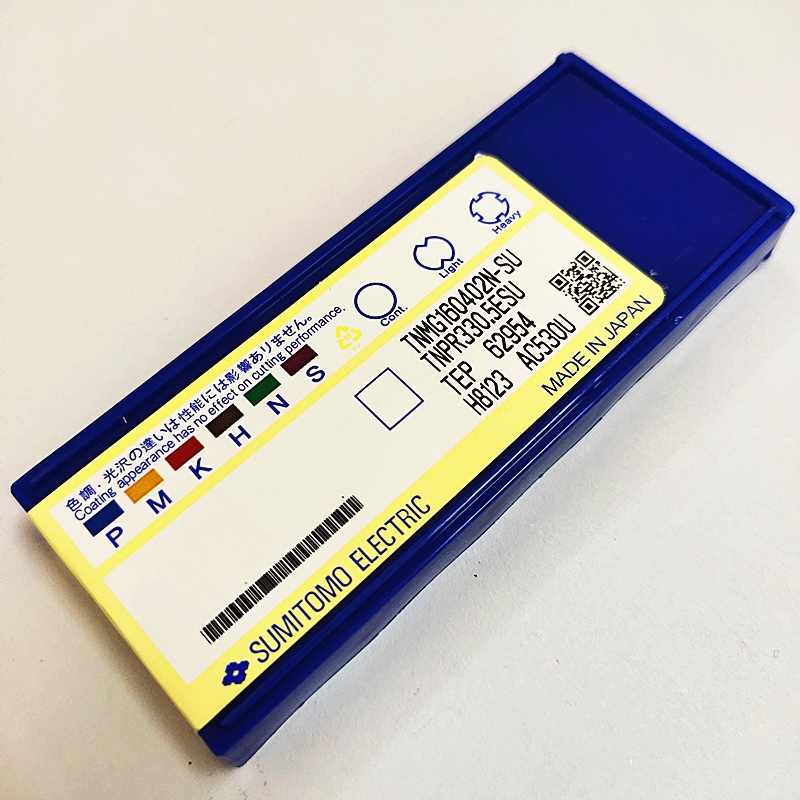 色調・光沢の違いは性能には影響ありません。
Coating appearance has no effect on cutting performance.
P M K H N S
Cont.
Light
Heavy
TNMG160402N-SU
TNPR3305ESU
TEP 62954
H8123 AC530U
MADE IN JAPAN
SUMITOMO ELECTRIC